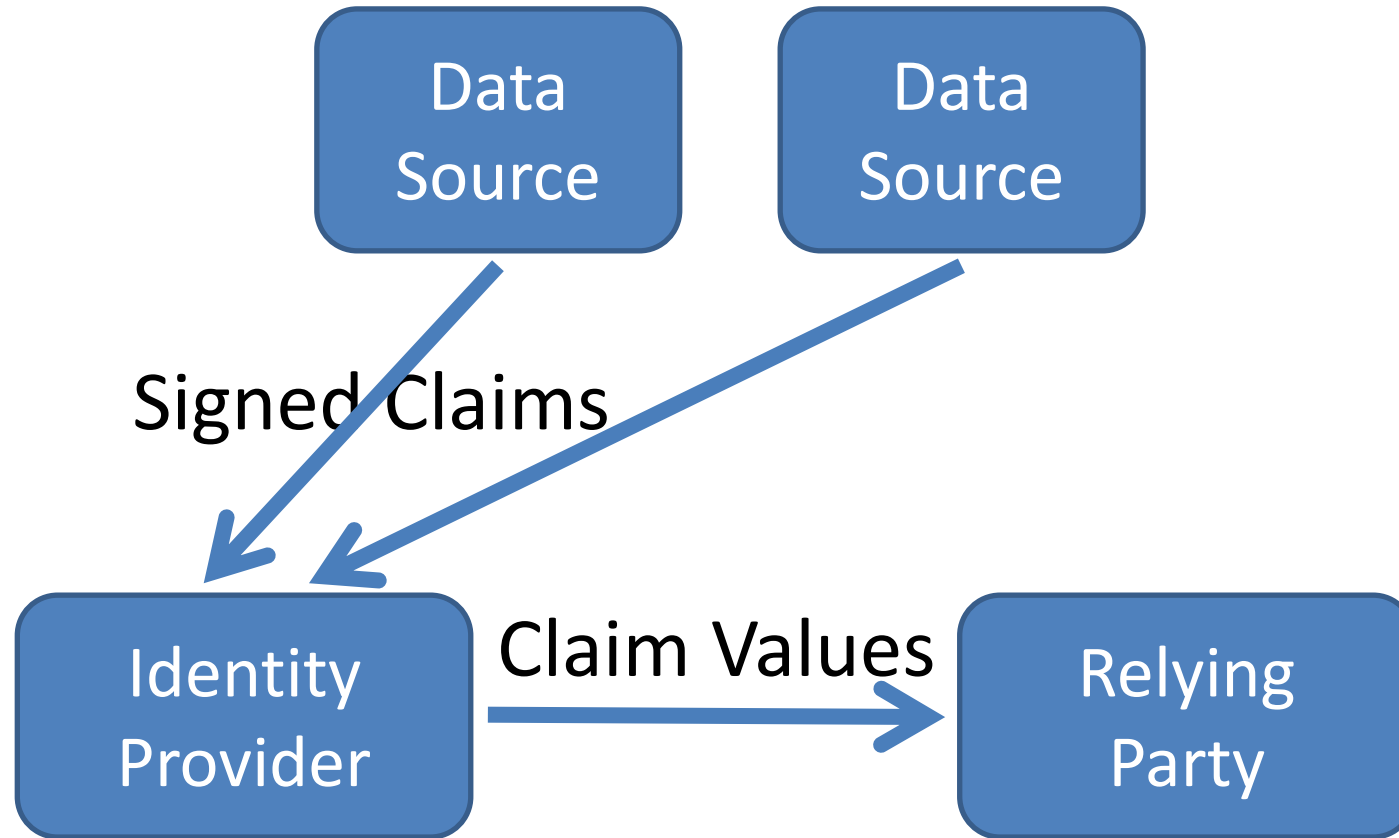 Data
Source
Data
Source
Signed Claims
Identity
Provider
Claim Values
Relying
Party